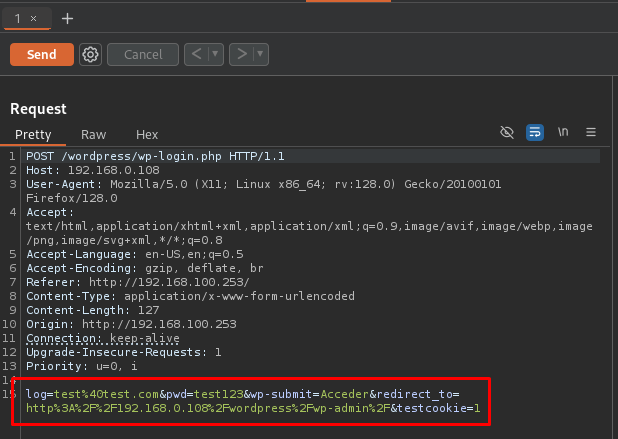 1 × +
Send Cancel < >
Request
Pretty Raw Hex \n
1 POST /wordpress/wp-login.php HTTP/1.1
2 Host: 192.168.0.108
3 User-Agent: Mozilla/5.0 (X11; Linux x86_64; rv:128.0) Gecko/20100101
Firefox/128.0
4 Accept:
text/html,application/xhtml+xml,application/xml;q=0.9,image/avif,image/webp,image
/png,image/svg+xml,*/*;q=0.8
5 Accept-Language: en-US,en;q=0.5
6 Accept-Encoding: gzip, deflate, br
7 Referer: http://192.168.100.253/
8 Content-Type: application/x-www-form-urlencoded
9 Content-Length: 127
10 Origin: http://192.168.100.253
11 Connection: keep-alive
12 Upgrade-Insecure-Requests: 1
13 Priority: u=0, i
14
15 log=test%40test.com&pwd=test123&wp-submit=Acceder&redirect_to=
http%3A%2F%2F192.168.0.108%2Fwordpress%2Fwp-admin%2F&testcookie=1